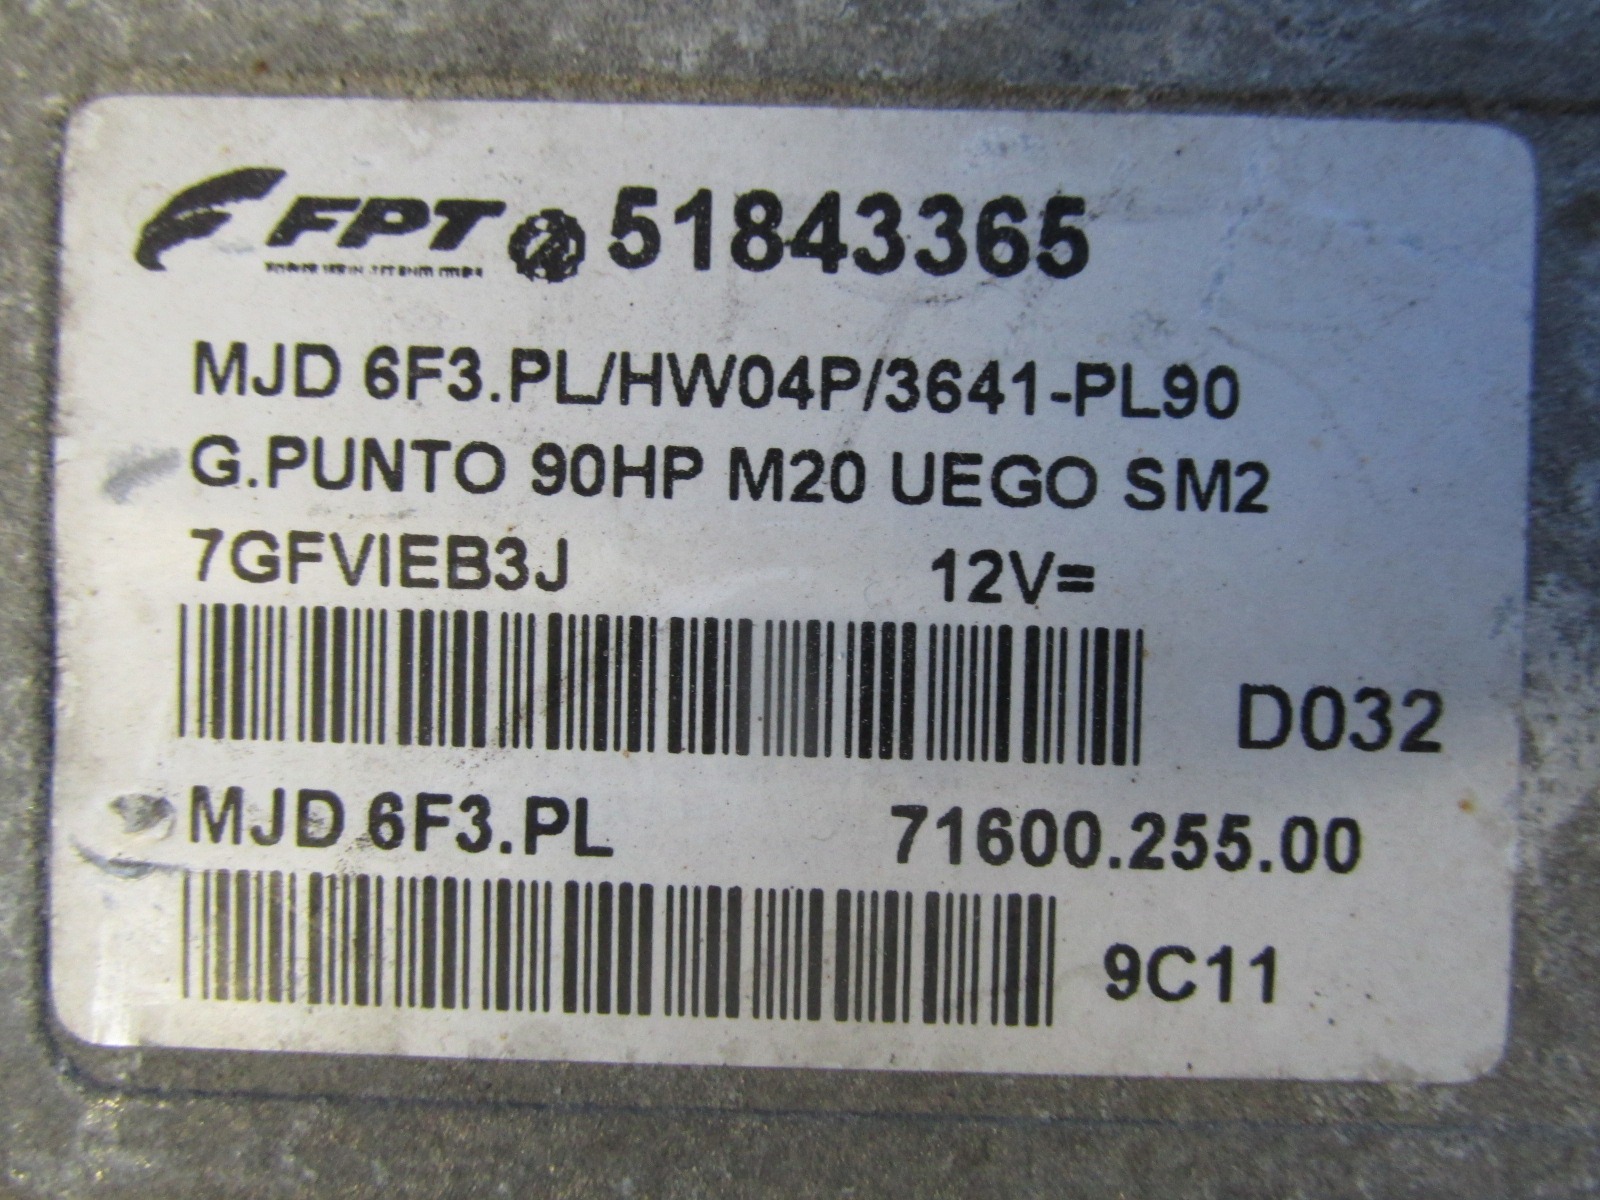 FPT 51843365
MJD 6F3.PL/HW04P/3641-PL90
G.PUNTO 90HP M20 UEGO SM2
7GFVIEB3J 12V=
D032
MJD 6F3.PL 71600.255.00
9C11